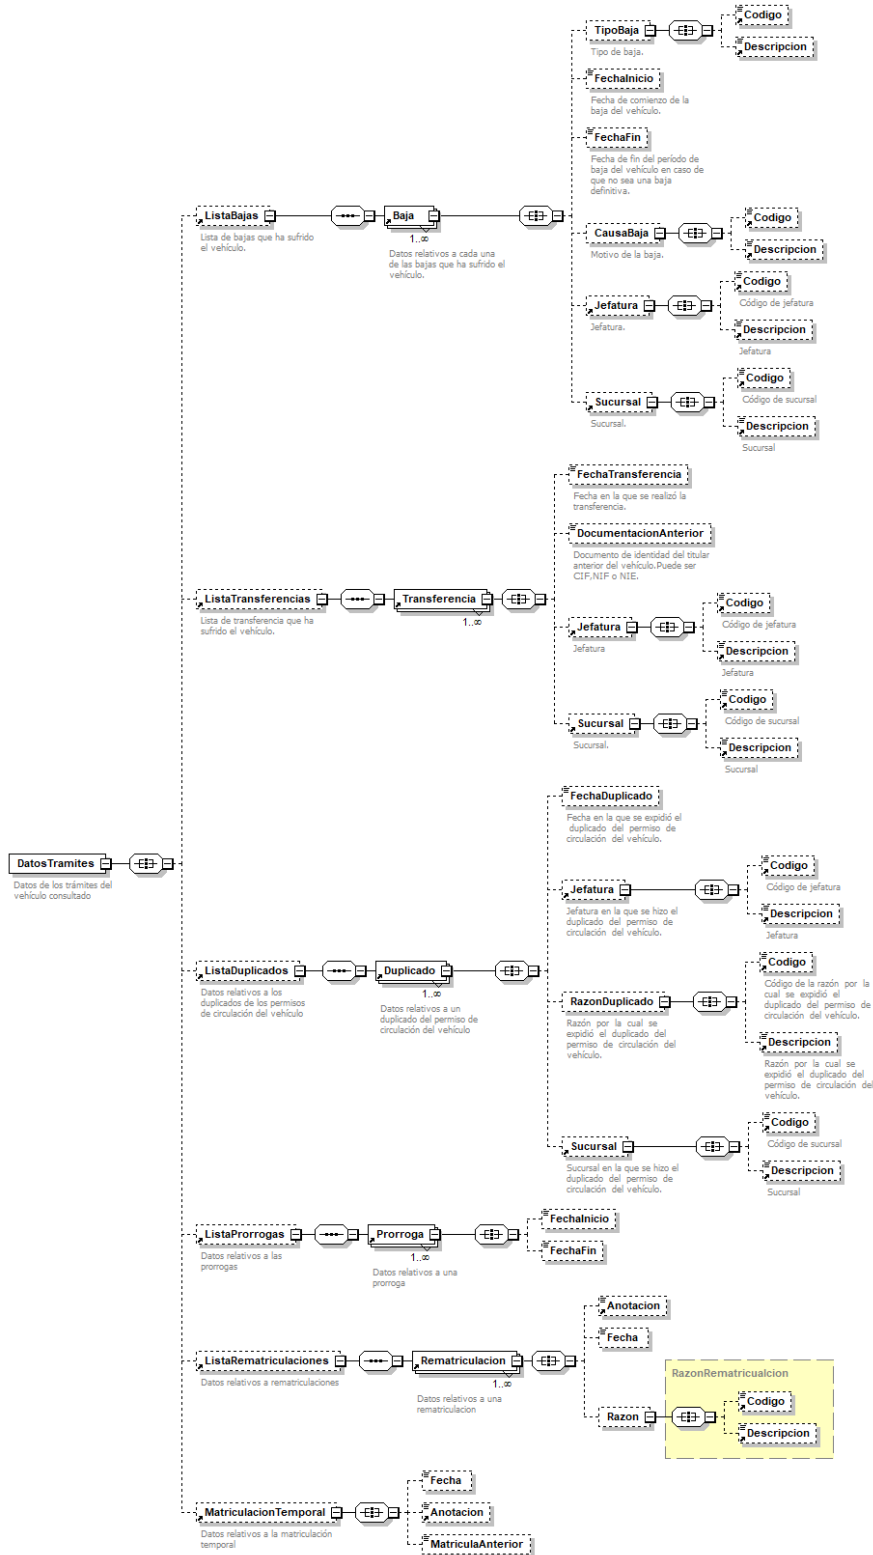 Codigo
TipoBaja
Descripcion
Tipo de baja.
FechaInicio
Fecha de comienzo de la
baja del vehículo.
FechaFin
Fecha de fin del período de
baja del vehículo en caso de
que no sea una baja
definitiva.
ListaBajas
Lista de bajas que ha sufrido
el vehículo.
Baja
1..∞
Datos relativos a cada una
de las bajas que ha sufrido el
vehículo.
Codigo
CausaBaja
Descripcion
Motivo de la baja.
Codigo
Código de jefatura
Jefatura
Jefatura.
Descripcion
Jefatura
Codigo
Código de sucursal
Sucursal
Sucursal.
Descripcion
Sucursal
FechaTransferencia
Fecha en la que se realizó la
transferencia.
DocumentacionAnterior
Documento de identidad del titular
anterior del vehículo.Puede ser
CIF,NIF o NIE.
ListaTransferencias
Lista de transferencia que ha
sufrido el vehículo.
Transferencia
1..∞
Codigo
Código de jefatura
Jefatura
Jefatura
Descripcion
Jefatura
Codigo
Código de sucursal
Sucursal
Sucursal.
Descripcion
Sucursal
FechaDuplicado
Fecha en la que se expidió el
duplicado del permiso de
circulación del vehículo.
DatosTramites
Datos de los trámites del
vehículo consultado
Codigo
Código de jefatura
Jefatura
Jefatura en la que se hizo el
duplicado del permiso de
circulación del vehículo.
Descripcion
Jefatura
ListaDuplicados
Datos relativos a los
duplicados de los permisos
de circulación del vehículo
Duplicado
1..∞
Datos relativos a un
duplicado del permiso de
circulación del vehículo
Codigo
Código de la razón por la
cual se expidió el
duplicado del permiso de
circulación del vehículo.
RazonDuplicado
Razón por la cual se
expidió el duplicado del
permiso de circulación del
vehículo.
Descripcion
Razón por la cual se
expidió el duplicado del
permiso de circulación del
vehículo.
Codigo
Código de sucursal
Sucursal
Sucursal en la que se hizo el
duplicado del permiso de
circulación del vehículo.
Descripcion
Sucursal
ListaProrrogas
Datos relativos a las
prorrogas
Prorroga
1..∞
Datos relativos a una
prorroga
FechaInicio
FechaFin
Anotacion
Fecha
ListaRematriculaciones
Datos relativos a rematriculaciones
Rematriculacion
1..∞
Datos relativos a una
rematriculacion
RazonRematricualcion
Razon
Codigo
Descripcion
MatriculacionTemporal
Datos relativos a la matriculación
temporal
Fecha
Anotacion
MatriculaAnterior